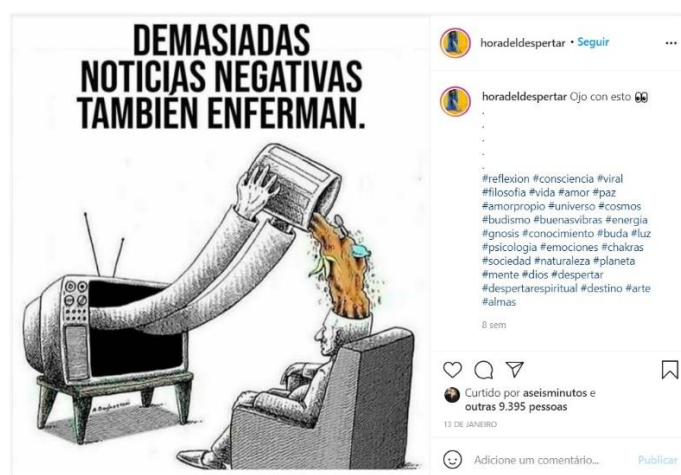 DEMASIADAS
NOTICIAS NEGATIVAS
TAMBIÉN ENFERMAN.
horadeldespertar • Seguir
...
horadeldespertar Ojo con esto 👀
.
.
.
.
.
#reflexion #consciencia #viral
#filosofia #vida #amor #paz
#amorpropio #universo #cosmos
#budismo #buenasvibras #energia
#gnosis #conocimiento #buda #luz
#psicologia #emociones #chakras
#sociedad #naturaleza #planeta
#mente #dios #despertar
#despertarespiritual #destino #arte
#almas
8 sem
Curtido por aseisminutos e
outras 9.395 pessoas
13 DE JANEIRO
Adicione um comentário... Publicar